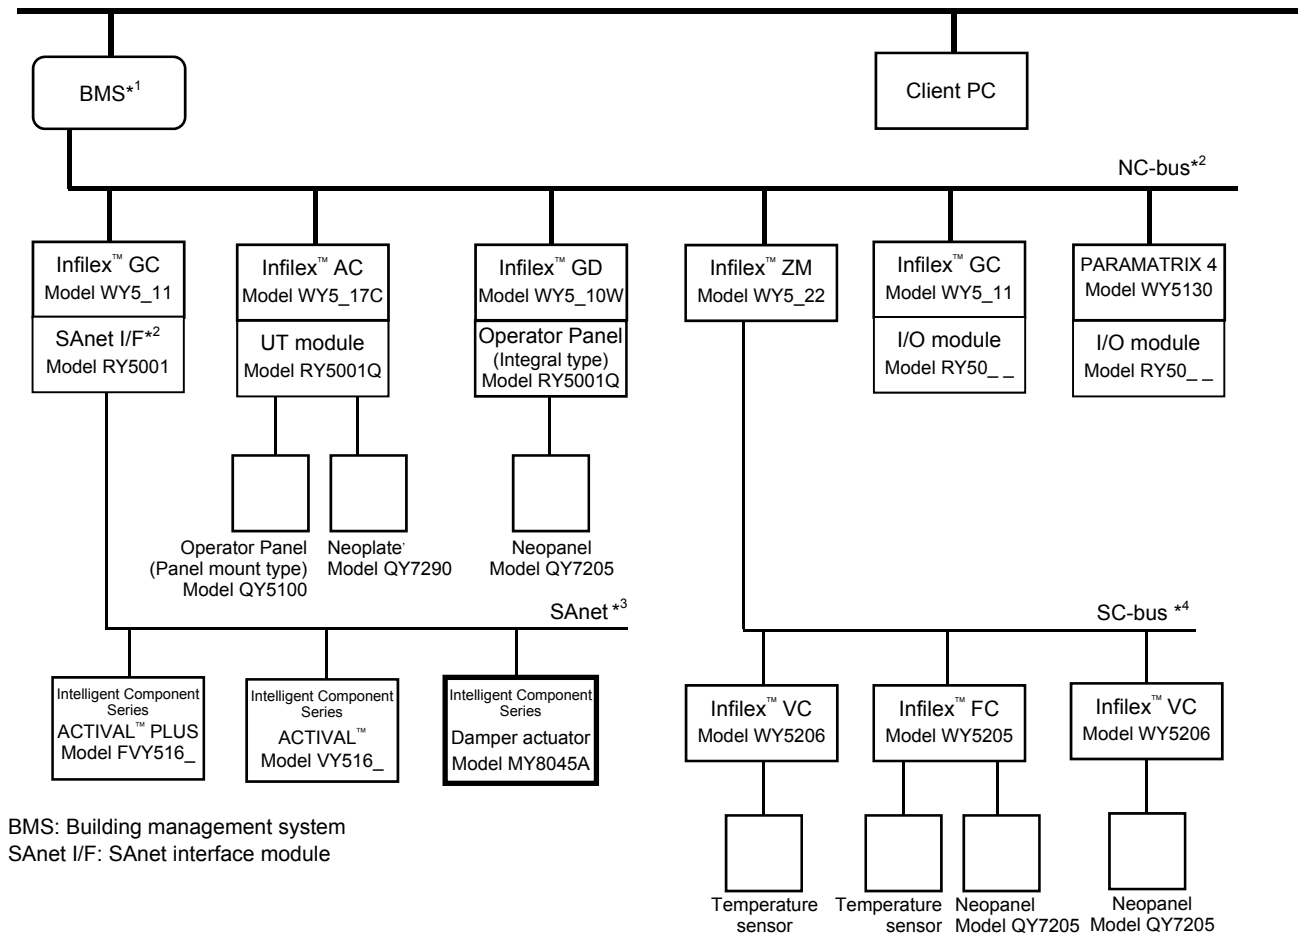 BMS*1
Client PC
NC-bus*2
Infilex™ GC
Model WY5_11
SAnet I/F*2
Model RY5001
Infilex™ AC
Model WY5_17C
UT module
Model RY5001Q
Infilex™ GD
Model WY5_10W
Operator Panel
(Integral type)
Model RY5001Q
Infilex™ ZM
Model WY5_22
Infilex™ GC
Model WY5_11
I/O module
Model RY50_ _
PARAMATRIX 4
Model WY5130
I/O module
Model RY50_ _
Operator Panel
(Panel mount type)
Model QY5100
Neoplate’
Model QY7290
Neopanel
Model QY7205
SAnet *3
SC-bus *4
Intelligent Component
Series
ACTIVAL™ PLUS
Model FVY516_
Intelligent Component
Series
ACTIVAL™
Model VY516_
Intelligent Component
Series
Damper actuator
Model MY8045A
Infilex™ VC
Model WY5206
Infilex™ FC
Model WY5205
Infilex™ VC
Model WY5206
Temperature
sensor
Temperature
sensor
Neopanel
Model QY7205
Neopanel
Model QY7205
BMS: Building management system
SAnet I/F: SAnet interface module